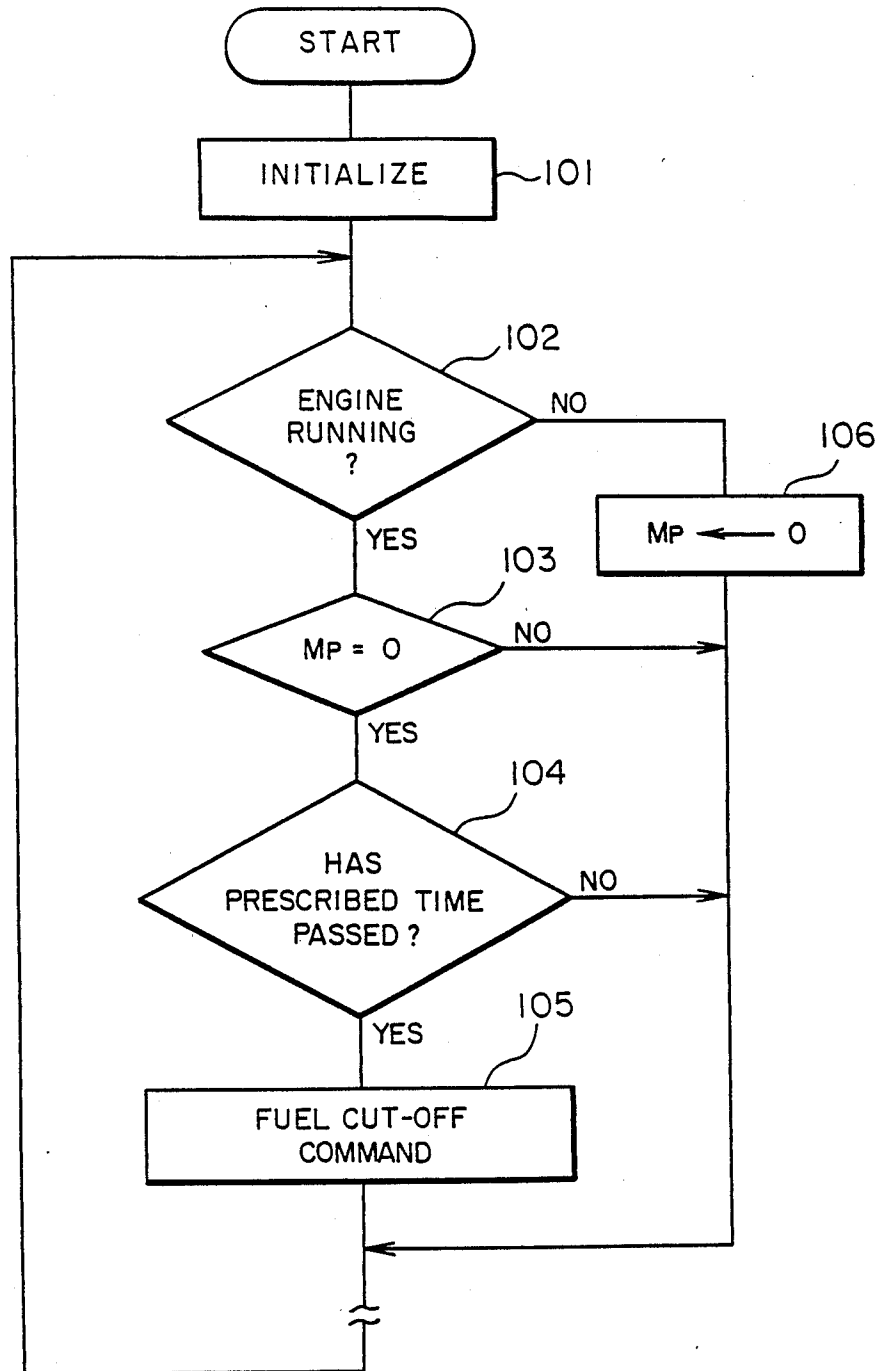 START
INITIALIZE
101
102
ENGINE
RUNNING
?
NO
106
MP ← 0
YES
103
MP = 0
NO
YES
104
HAS
PRESCRIBED TIME
PASSED ?
NO
YES
105
FUEL CUT-OFF
COMMAND